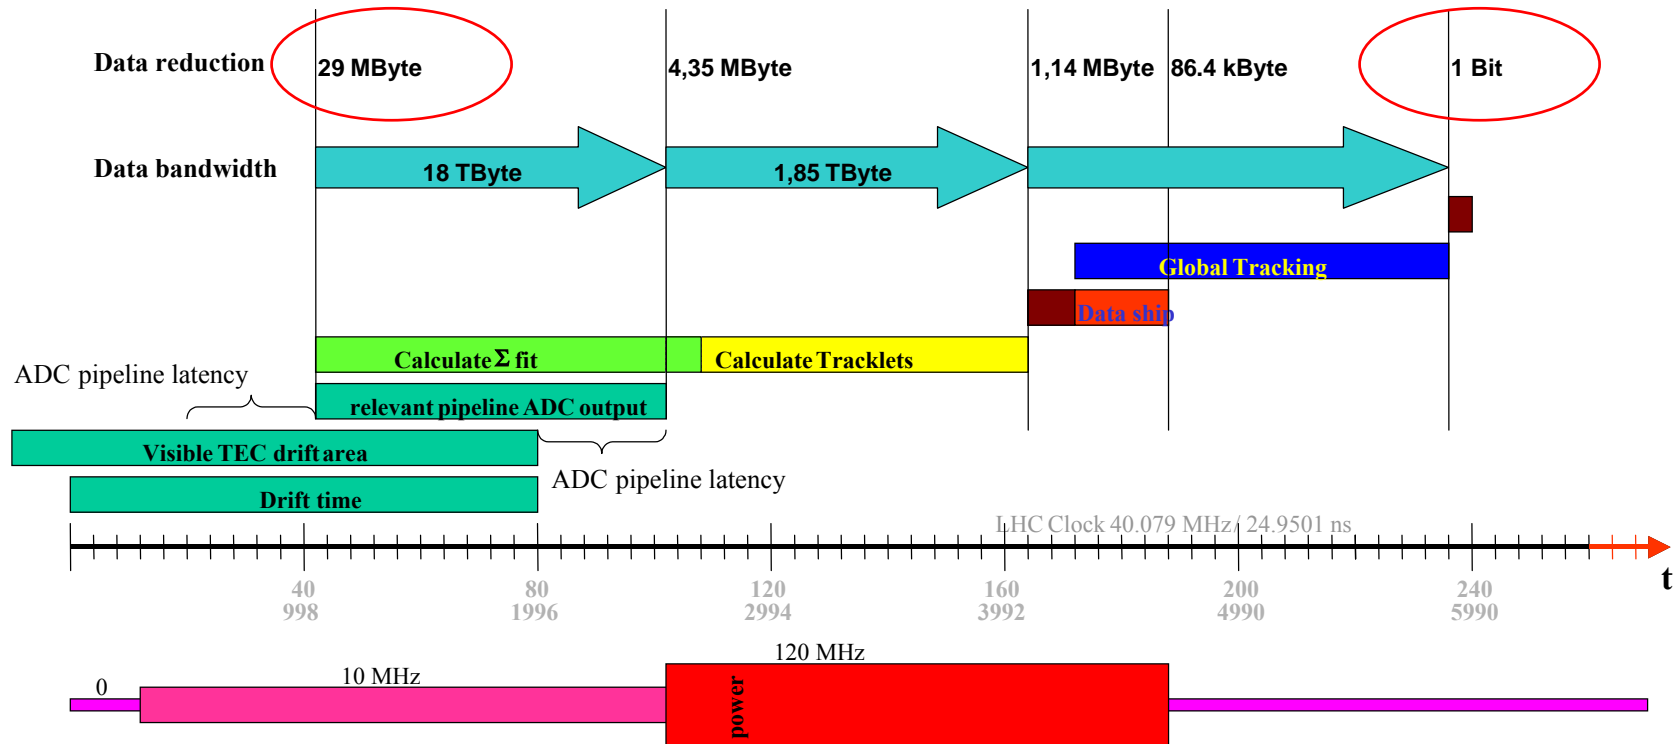 Data reduction
29 MByte
4,35 MByte
1,14 MByte
86.4 kByte
1 Bit
Data bandwidth
18 TByte
1,85 TByte
Global Tracking
Data ship
Calculate Σ fit
Calculate Tracklets
ADC pipeline latency
relevant pipeline ADC output
Visible TEC drift area
ADC pipeline latency
Drift time
LHC Clock 40.079 MHz / 24.9501 ns
t
40 80 120 160 200 240
998 1996 2994 3992 4990 5990
0
10 MHz
120 MHz
power